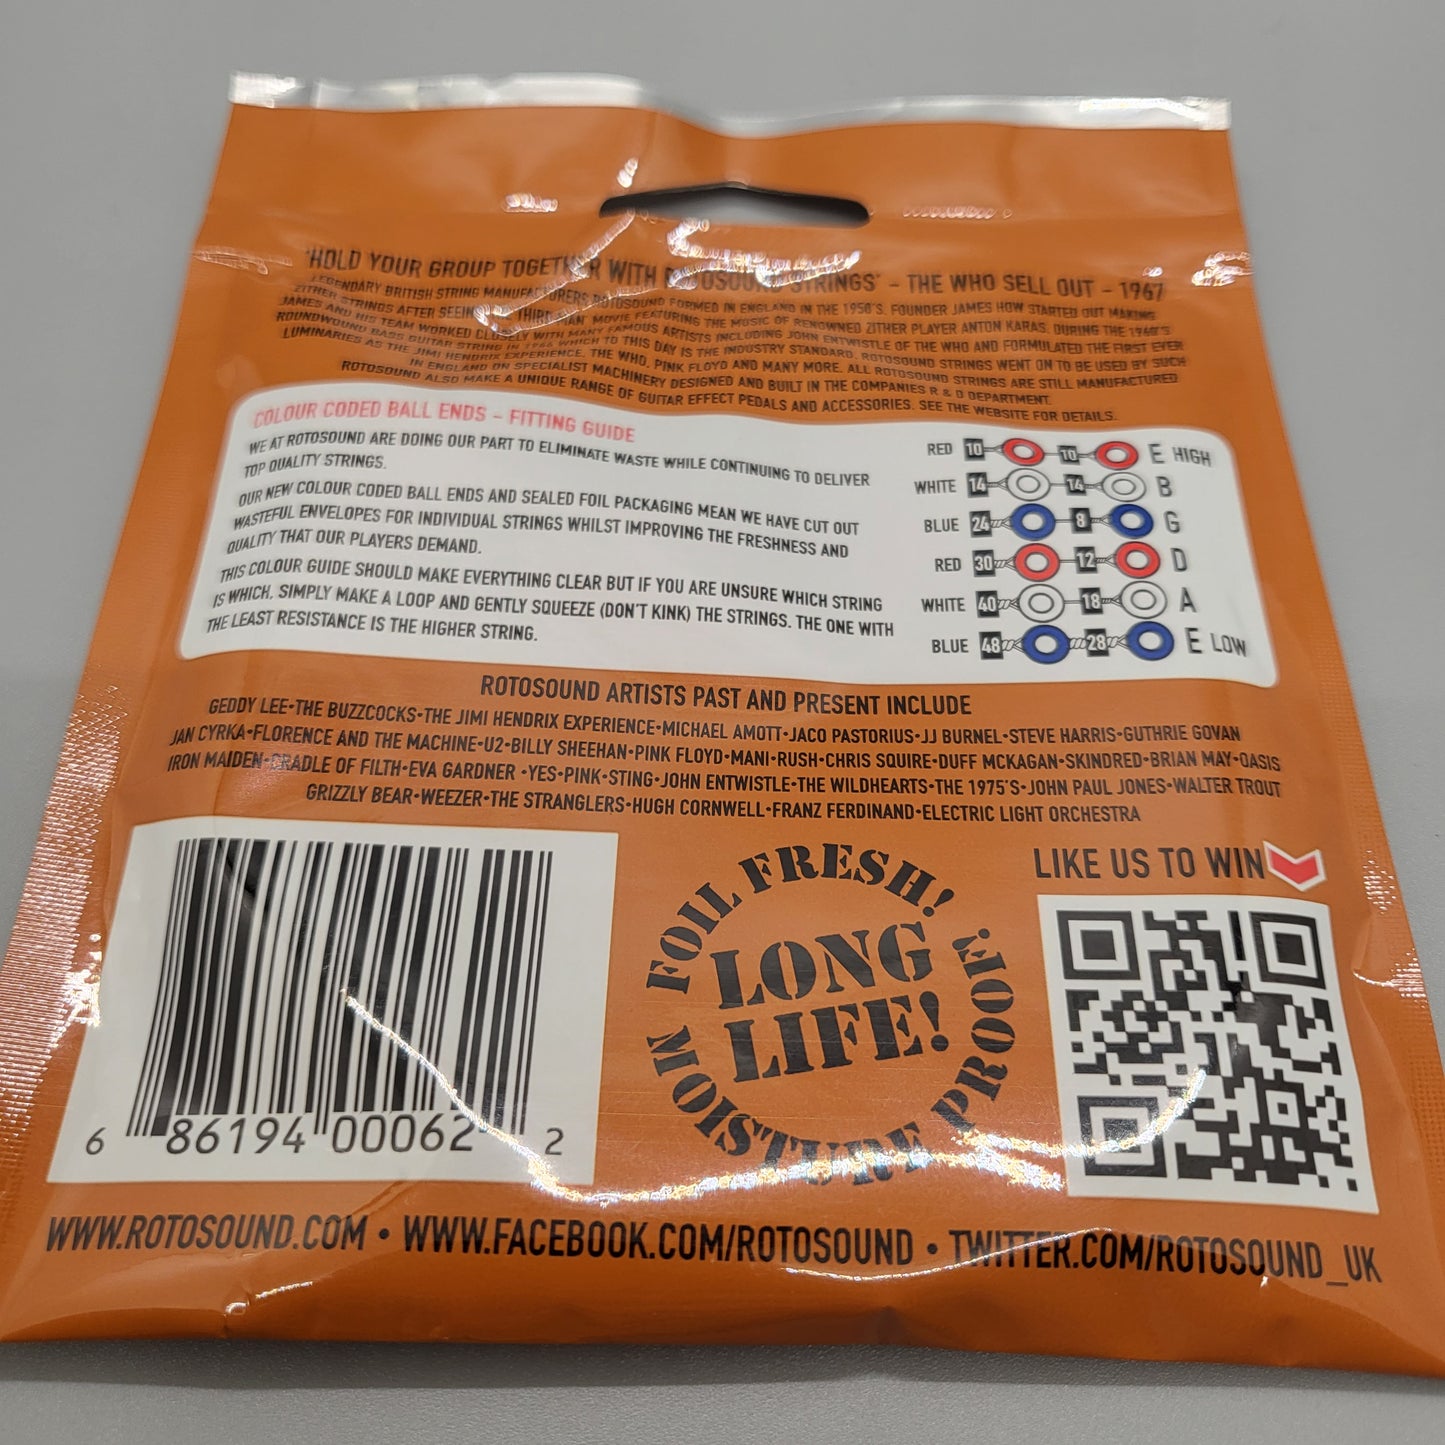 'HOLD YOUR GROUP TOGETHER WITH ROTOSOUND STRINGS' - THE WHO SELL OUT - 1967
LEGENDARY BRITISH STRING MANUFACTURERS ROTOSOUND FORMED IN ENGLAND IN THE 1950'S. FOUNDER JAMES HOW STARTED OUT MAKING
ZITHER STRINGS AFTER SEEING THIRD MAN' MOVIE FEATURING THE MUSIC OF RENOWNED ZITHER PLAYER ANTON KARAS. DURING THE 1960'S
JAMES AND HIS TEAM WORKED CLOSELY WITH MANY FAMOUS ARTISTS INCLUDING JOHN ENTWISTLE OF THE WHO AND FORMULATED THE FIRST EVER
ROUNDWOUND BASS GUITAR STRING IN 1966 WHICH TO THIS DAY IS THE INDUSTRY STANDARD. ROTOSOUND STRINGS WENT ON TO BE USED BY SUCH
LUMINARIES AS THE JIMI HENDRIX EXPERIENCE, THE WHO, PINK FLOYD AND MANY MORE. ALL ROTOSOUND STRINGS ARE STILL MANUFACTURED
IN ENGLAND ON SPECIALIST MACHINERY DESIGNED AND BUILT IN THE COMPANIES R & D DEPARTMENT.
ROTOSOUND ALSO MAKE A UNIQUE RANGE OF GUITAR EFFECT PEDALS AND ACCESSORIES. SEE THE WEBSITE FOR DETAILS.
COLOUR CODED BALL ENDS - FITTING GUIDE
WE AT ROTOSOUND ARE DOING OUR PART TO ELIMINATE WASTE WHILE CONTINUING TO DELIVER
TOP QUALITY STRINGS.
OUR NEW COLOUR CODED BALL ENDS AND SEALED FOIL PACKAGING MEAN WE HAVE CUT OUT
WASTEFUL ENVELOPES FOR INDIVIDUAL STRINGS WHILST IMPROVING THE FRESHNESS AND
QUALITY THAT OUR PLAYERS DEMAND.
THIS COLOUR GUIDE SHOULD MAKE EVERYTHING CLEAR BUT IF YOU ARE UNSURE WHICH STRING
IS WHICH, SIMPLY MAKE A LOOP AND GENTLY SQUEEZE (DON'T KINK) THE STRINGS. THE ONE WITH
THE LEAST RESISTANCE IS THE HIGHER STRING.
RED 10 10 E HIGH
WHITE 14 14 B
BLUE 24 8 G
RED 30 12 D
WHITE 40 18 A
BLUE 48 28 E LOW
ROTOSOUND ARTISTS PAST AND PRESENT INCLUDE
GEDDY LEE•THE BUZZCOCKS•THE JIMI HENDRIX EXPERIENCE•MICHAEL AMOTT•JACO PASTORIUS•JJ BURNEL•STEVE HARRIS•GUTHRIE GOVAN
JAN CYRKA•FLORENCE AND THE MACHINE•U2•BILLY SHEEHAN•PINK FLOYD•MANI•RUSH•CHRIS SQUIRE•DUFF MCKAGAN•SKINDRED•BRIAN MAY•OASIS
IRON MAIDEN•CRADLE OF FILTH•EVA GARDNER •YES•PINK•STING•JOHN ENTWISTLE•THE WILDHEARTS•THE 1975'S•JOHN PAUL JONES•WALTER TROUT
GRIZZLY BEAR•WEEZER•THE STRANGLERS•HUGH CORNWELL•FRANZ FERDINAND•ELECTRIC LIGHT ORCHESTRA
6 86194 00062 2
FOIL FRESH!
LONG
LIFE!
MOISTURE PROOF!
LIKE US TO WIN
WWW.ROTOSOUND.COM • WWW.FACEBOOK.COM/ROTOSOUND • TWITTER.COM/ROTOSOUND_UK